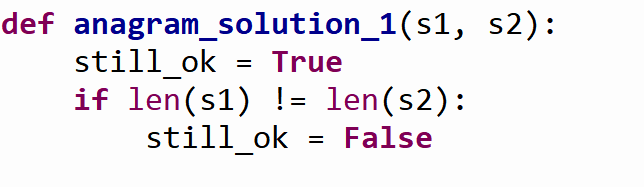 def anagram_solution_1(s1, s2):
    still_ok = True
    if len(s1) != len(s2):
        still_ok = False